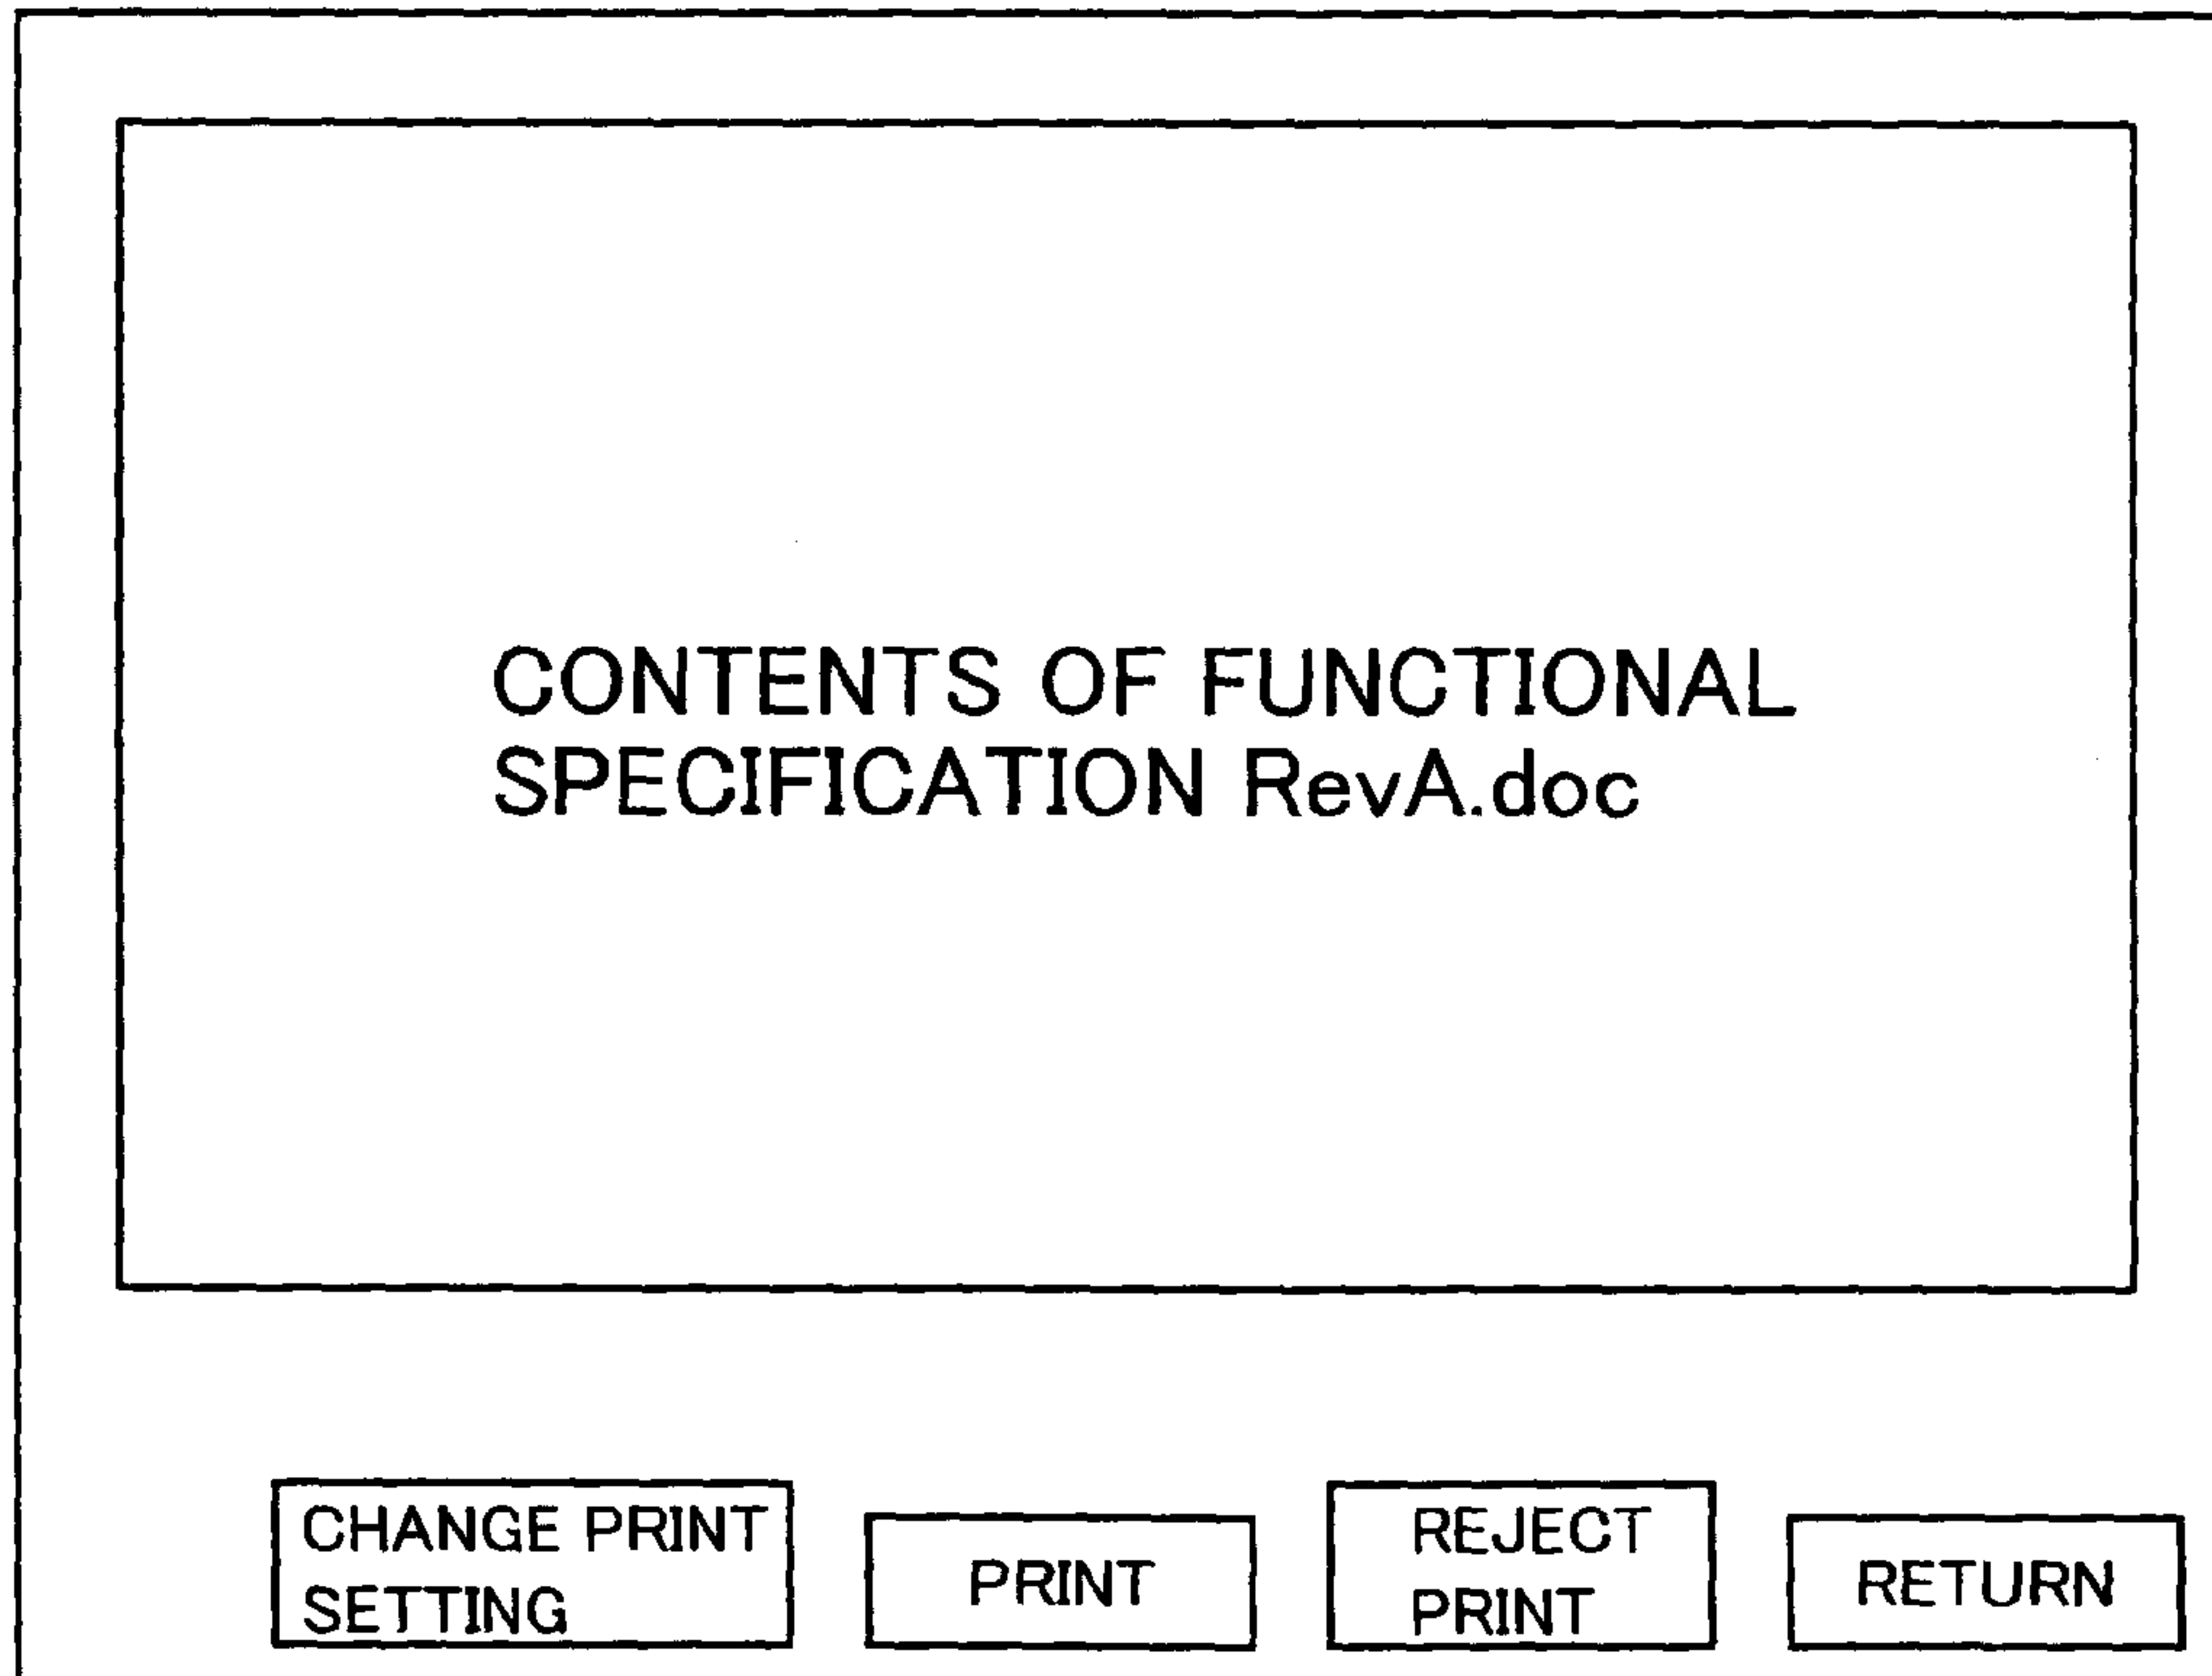 CONTENTS OF FUNCTIONAL
SPECIFICATION RevA.doc
CHANGE PRINT
SETTING
PRINT
REJECT
PRINT
RETURN